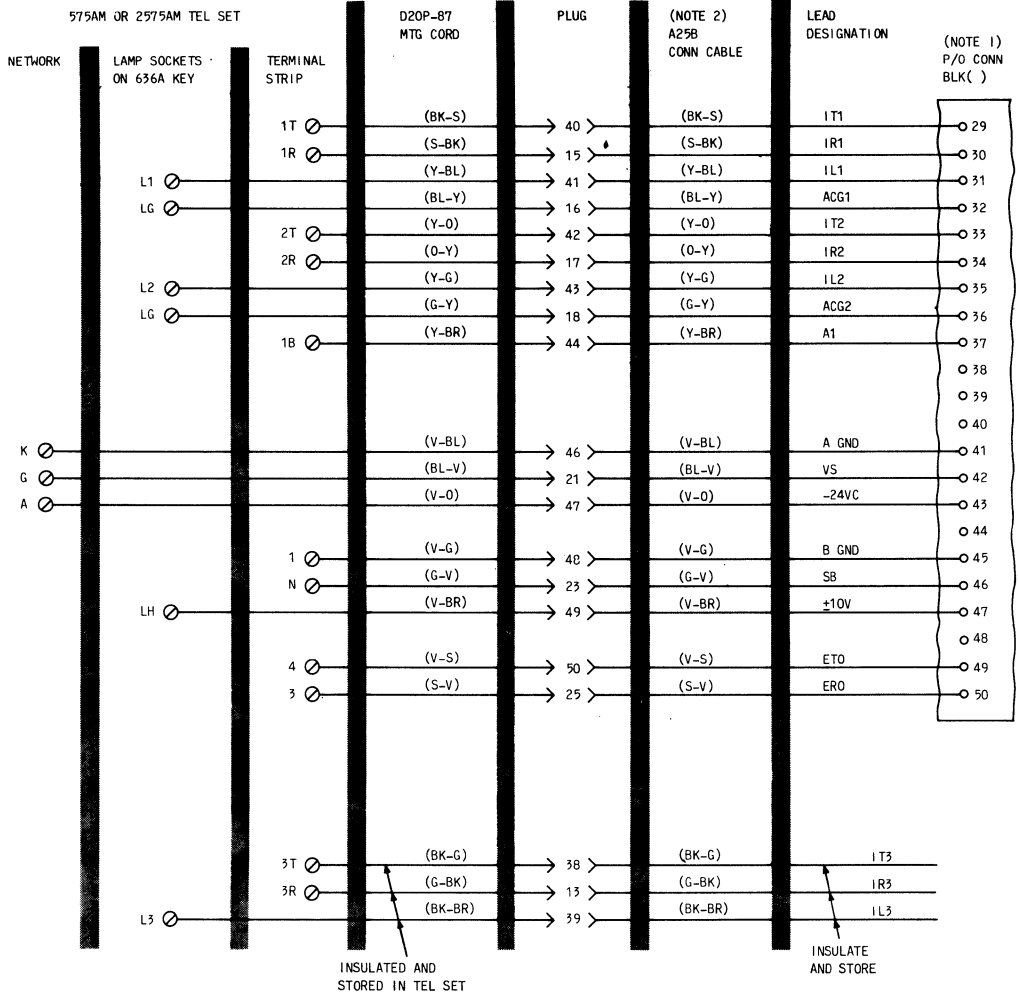 575AM OR 2575AM TEL SET D20P-87 MTG CORD PLUG (NOTE 2) A25B CONN CABLE LEAD DESIGNATION (NOTE 1) P/O CONN BLK( )
NETWORK LAMP SOCKETS ON 636A KEY TERMINAL STRIP
1T (BK-S) 40 (BK-S) IT1 29
1R (S-BK) 15 (S-BK) IR1 30
L1 (Y-BL) 41 (Y-BL) IL1 31
LG (BL-Y) 16 (BL-Y) ACG1 32
2T (Y-O) 42 (Y-O) IT2 33
2R (O-Y) 17 (O-Y) IR2 34
L2 (Y-G) 43 (Y-G) IL2 35
LG (G-Y) 18 (G-Y) ACG2 36
1B (Y-BR) 44 (Y-BR) A1 37
38
39
40
K (V-BL) 46 (V-BL) A GND 41
G (BL-V) 21 (BL-V) VS 42
A (V-O) 47 (V-O) -24VC 43
44
1 (V-G) 48 (V-G) B GND 45
N (G-V) 23 (G-V) SB 46
LH (V-BR) 49 (V-BR) ±10V 47
48
4 (V-S) 50 (V-S) ETO 49
3 (S-V) 25 (S-V) ERO 50
3T (BK-G) 38 (BK-G) IT3
3R (G-BK) 13 (G-BK) IR3
L3 (BK-BR) 39 (BK-BR) IL3
INSULATED AND
STORED IN TEL SET
INSULATE
AND STORE